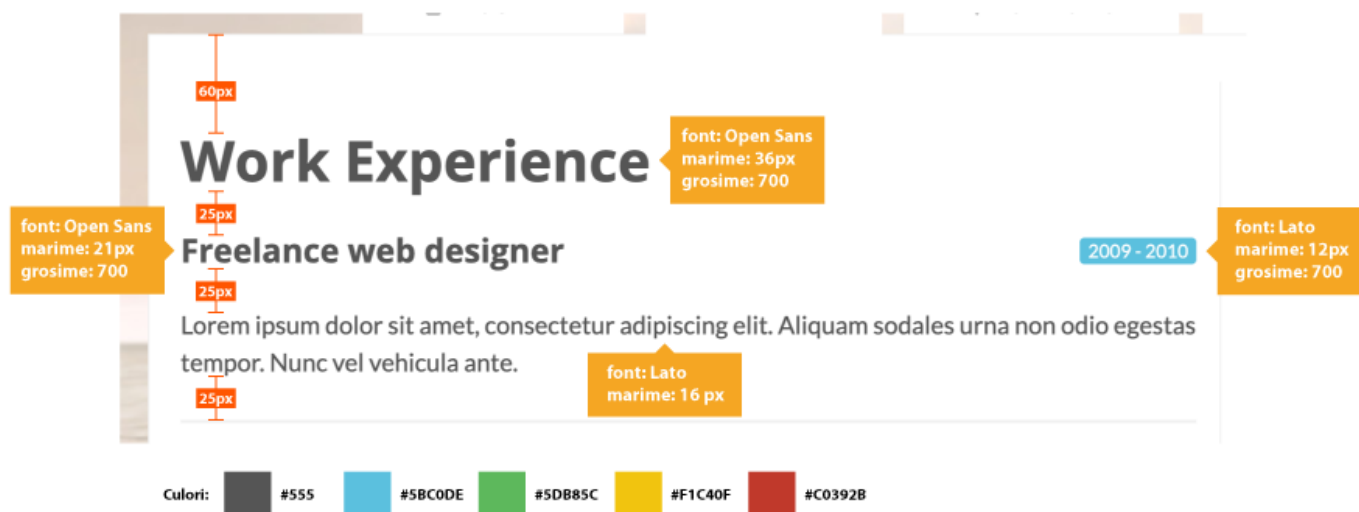 60px
Work Experience
font: Open Sans
marime: 36px
grosime: 700
25px
font: Open Sans
marime: 21px
grosime: 700
Freelance web designer
2009 - 2010
font: Lato
marime: 12px
grosime: 700
25px
Lorem ipsum dolor sit amet, consectetur adipiscing elit. Aliquam sodales urna non odio egestas
tempor. Nunc vel vehicula ante.
font: Lato
marime: 16 px
25px
Culori:
#555
#5BC0DE
#5DB85C
#F1C40F
#C0392B